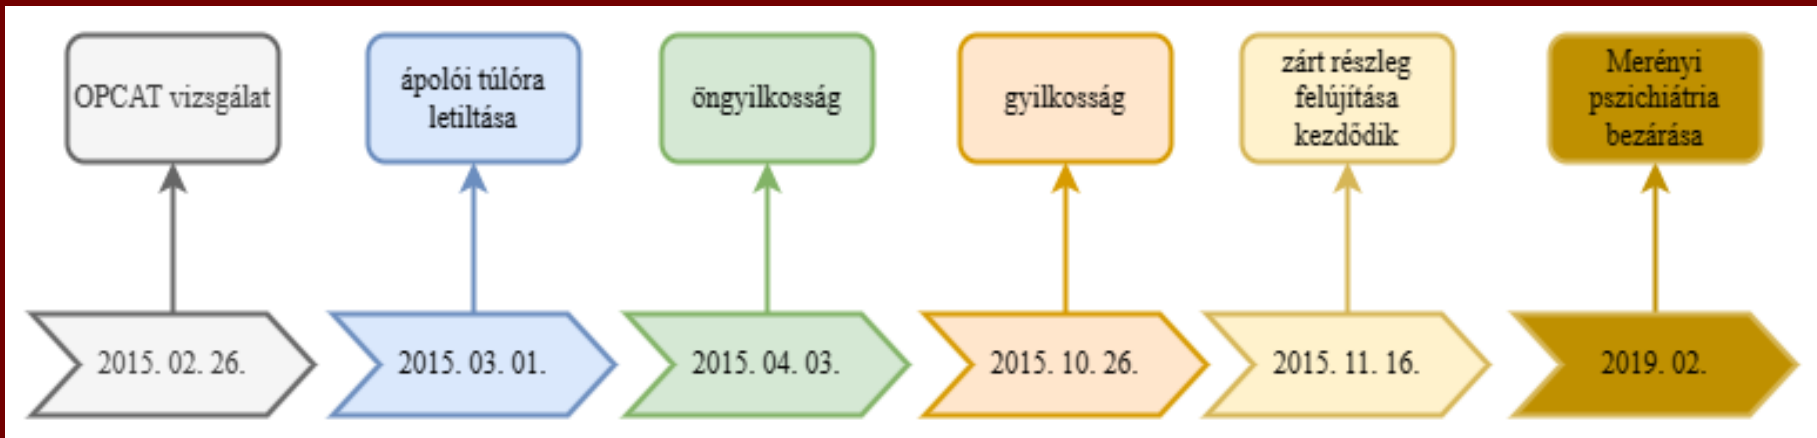 OPCAT vizsgálat
ápolói túlóra
letiltása
öngyilkosság
gyilkosság
zárt részleg
felújítása
kezdődik
Merényi
pszichiátria
bezárása
2015. 02. 26.
2015. 03. 01.
2015. 04. 03.
2015. 10. 26.
2015. 11. 16.
2019. 02.